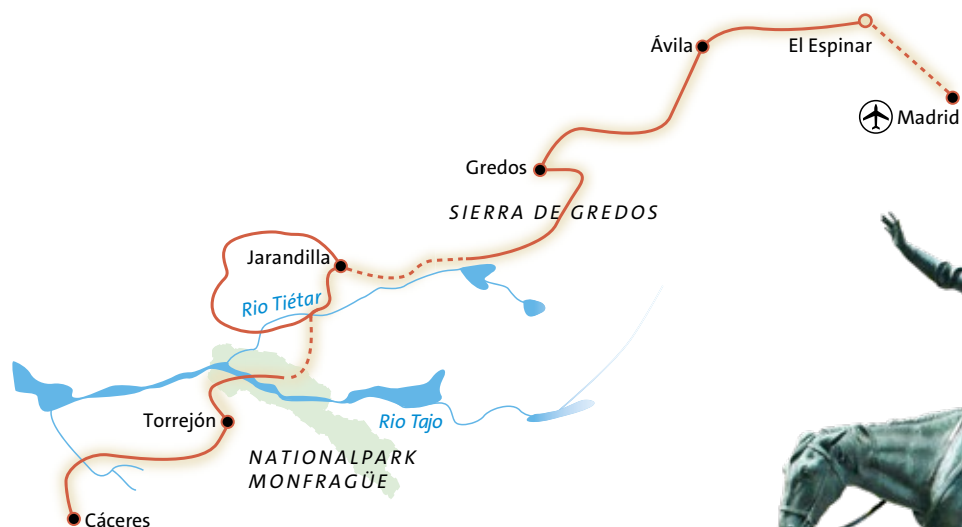 Ávila
El Espinar
Madrid
Gredos
SIERRA DE GREDOS
Jarandilla
Rio Tiétar
Torrejón
Rio Tajo
NATIONALPARK
MONFRAGÜE
Cáceres